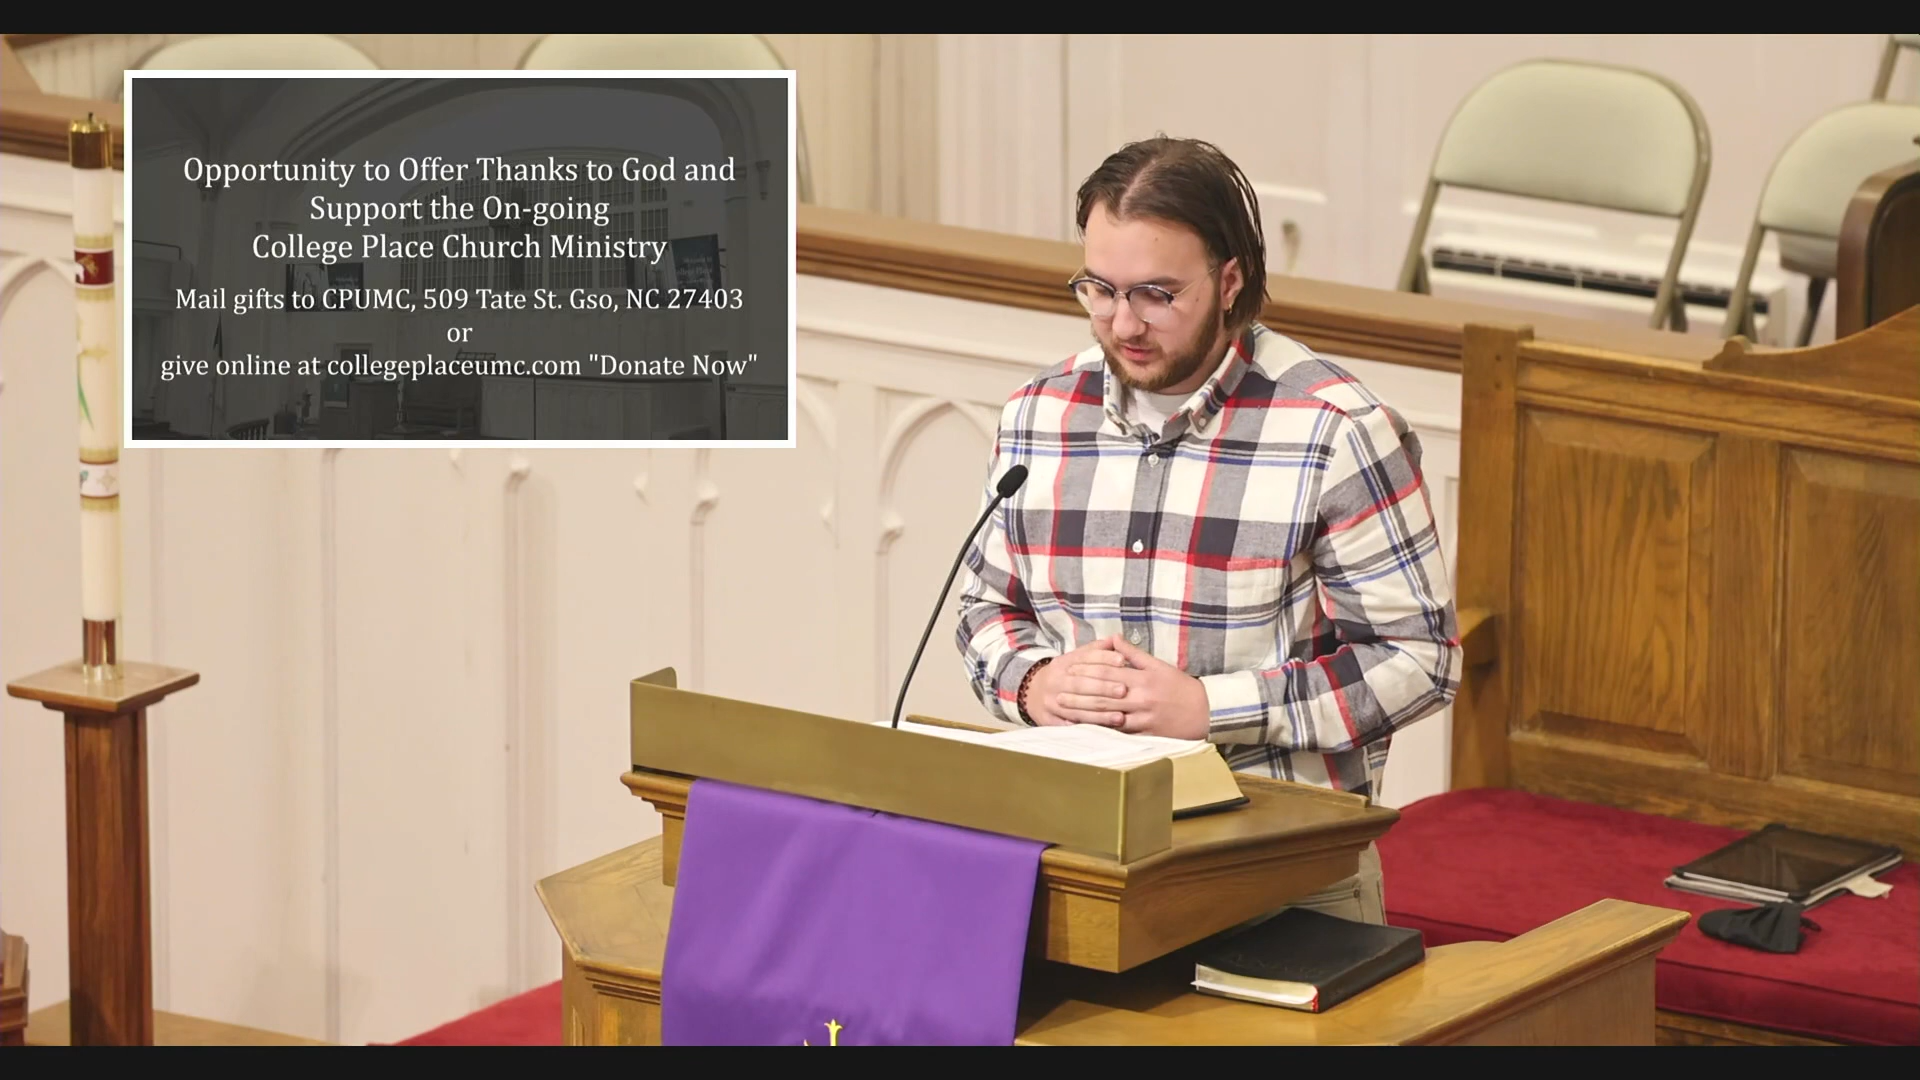 Opportunity to Offer Thanks to God and
Support the On-going
College Place Church Ministry
Mail gifts to CPUMC, 509 Tate St. Gso, NC 27403
or
give online at collegeplaceumc.com "Donate Now"